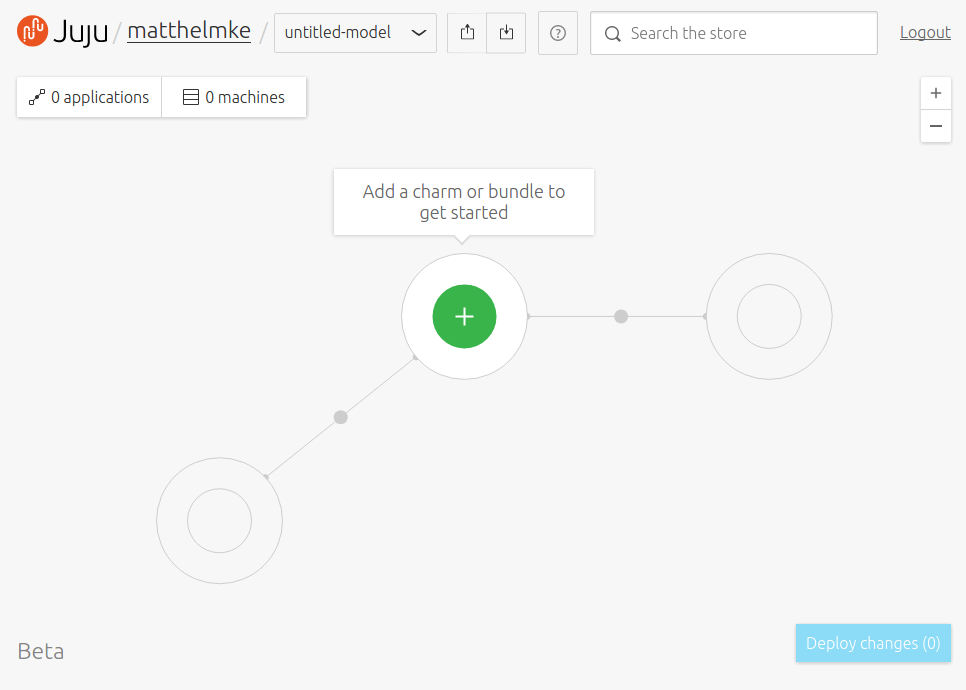 Juju / matthelmke / untitled-model Search the store Logout
0 applications 0 machines
Add a charm or bundle to
get started
Beta
Deploy changes (0)